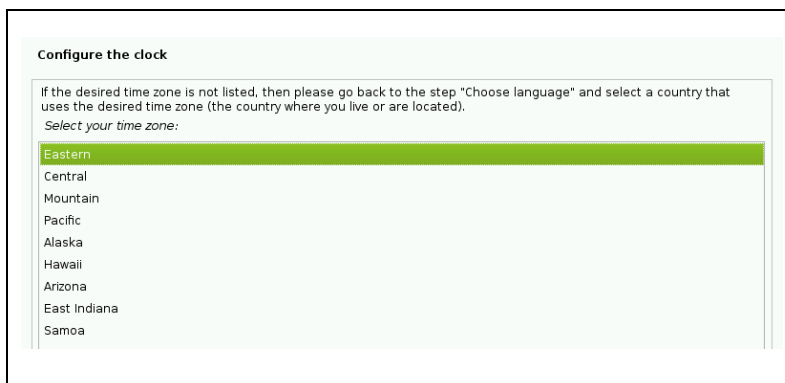 Configure the clock
If the desired time zone is not listed, then please go back to the step "Choose language" and select a country that
uses the desired time zone (the country where you live or are located).
Select your time zone:
Eastern
Central
Mountain
Pacific
Alaska
Hawaii
Arizona
East Indiana
Samoa